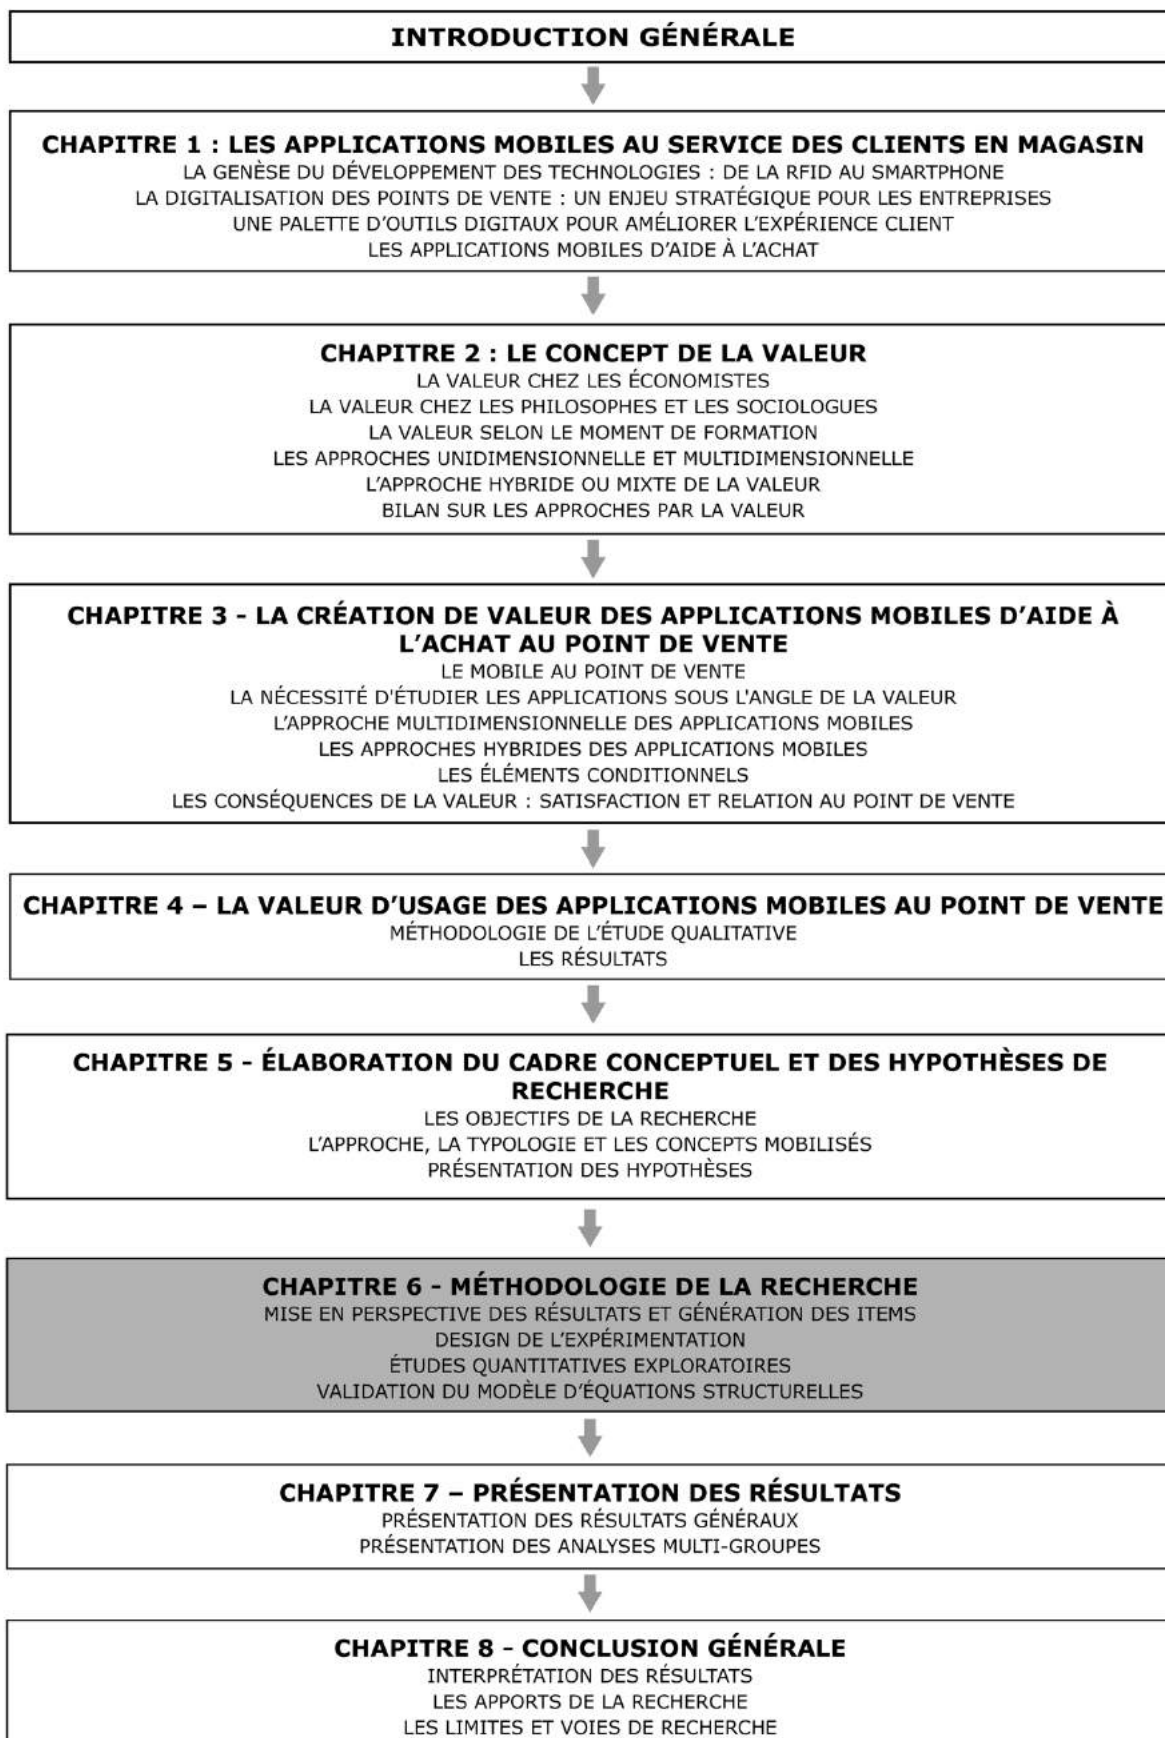 INTRODUCTION GÉNÉRALE
CHAPITRE 1 : LES APPLICATIONS MOBILES AU SERVICE DES CLIENTS EN MAGASIN
LA GENÈSE DU DÉVELOPPEMENT DES TECHNOLOGIES : DE LA RFID AU SMARTPHONE
LA DIGITALISATION DES POINTS DE VENTE : UN ENJEU STRATÉGIQUE POUR LES ENTREPRISES
UNE PALETTE D'OUTILS DIGITAUX POUR AMÉLIORER L'EXPÉRIENCE CLIENT
LES APPLICATIONS MOBILES D'AIDE À L'ACHAT
CHAPITRE 2 : LE CONCEPT DE LA VALEUR
LA VALEUR CHEZ LES ÉCONOMISTES
LA VALEUR CHEZ LES PHILOSOPHES ET LES SOCIOLOGUES
LA VALEUR SELON LE MOMENT DE FORMATION
LES APPROCHES UNIDIMENSIONNELLE ET MULTIDIMENSIONNELLE
L'APPROCHE HYBRIDE OU MIXTE DE LA VALEUR
BILAN SUR LES APPROCHES PAR LA VALEUR
CHAPITRE 3 - LA CRÉATION DE VALEUR DES APPLICATIONS MOBILES D'AIDE À
L'ACHAT AU POINT DE VENTE
LE MOBILE AU POINT DE VENTE
LA NÉCESSITÉ D'ÉTUDIER LES APPLICATIONS SOUS L'ANGLE DE LA VALEUR
L'APPROCHE MULTIDIMENSIONNELLE DES APPLICATIONS MOBILES
LES APPROCHES HYBRIDES DES APPLICATIONS MOBILES
LES ÉLÉMENTS CONDITIONNELS
LES CONSÉQUENCES DE LA VALEUR : SATISFACTION ET RELATION AU POINT DE VENTE
CHAPITRE 4 – LA VALEUR D'USAGE DES APPLICATIONS MOBILES AU POINT DE VENTE
MÉTHODOLOGIE DE L'ÉTUDE QUALITATIVE
LES RÉSULTATS
CHAPITRE 5 - ÉLABORATION DU CADRE CONCEPTUEL ET DES HYPOTHÈSES DE
RECHERCHE
LES OBJECTIFS DE LA RECHERCHE
L'APPROCHE, LA TYPOLOGIE ET LES CONCEPTS MOBILISÉS
PRÉSENTATION DES HYPOTHÈSES
CHAPITRE 6 - MÉTHODOLOGIE DE LA RECHERCHE
MISE EN PERSPECTIVE DES RÉSULTATS ET GÉNÉRATION DES ITEMS
DESIGN DE L'EXPÉRIMENTATION
ÉTUDES QUANTITATIVES EXPLORATOIRES
VALIDATION DU MODÈLE D'ÉQUATIONS STRUCTURELLES
CHAPITRE 7 – PRÉSENTATION DES RÉSULTATS
PRÉSENTATION DES RÉSULTATS GÉNÉRAUX
PRÉSENTATION DES ANALYSES MULTI-GROUPES
CHAPITRE 8 - CONCLUSION GÉNÉRALE
INTERPRÉTATION DES RÉSULTATS
LES APPORTS DE LA RECHERCHE
LES LIMITES ET VOIES DE RECHERCHE